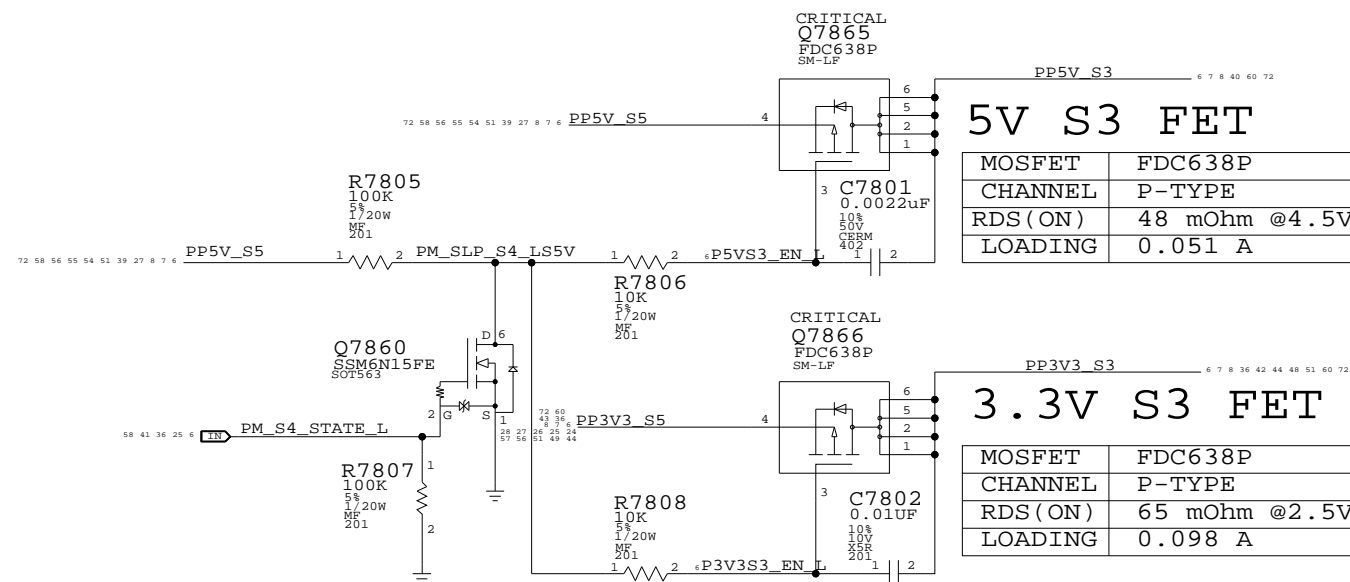 CRITICAL
Q7865
FDC638P
SM-LF
PP5V_S3
6 7 8 40 60 72
6
5
2
1
4
3
72 58 56 55 54 51 39 27 8 7 6
PP5V_S5
5V S3 FET
MOSFET FDC638P
CHANNEL P-TYPE
RDS(ON) 48 mOhm @4.5V
LOADING 0.051 A
R7805
100K
5%
1/20W
MF
201
C7801
0.0022uF
10%
50V
CERM
402
72 58 56 55 54 51 39 27 8 7 6
PP5V_S5
1
2
PM_SLP_S4_LS5V
1
2
6
P5VS3_EN_L
1
2
R7806
10K
5%
1/20W
MF
201
Q7860
SSM6N15FE
SOT563
D
6
2
G
S
1
CRITICAL
Q7866
FDC638P
SM-LF
PP3V3_S3
6 7 8 36 42 44 48 51 60 72
6
5
2
1
4
3
72 60
43 36
8 7 6
28 27 26 25 24
57 56 51 49 44
PP3V3_S5
3.3V S3 FET
MOSFET FDC638P
CHANNEL P-TYPE
RDS(ON) 65 mOhm @2.5V
LOADING 0.098 A
58 41 36 25 6
IN
PM_S4_STATE_L
R7807
100K
5%
1/20W
MF
201
1
2
R7808
10K
5%
1/20W
MF
201
C7802
0.01UF
10%
10V
X5R
201
1
2
6
P3V3S3_EN_L
1
2